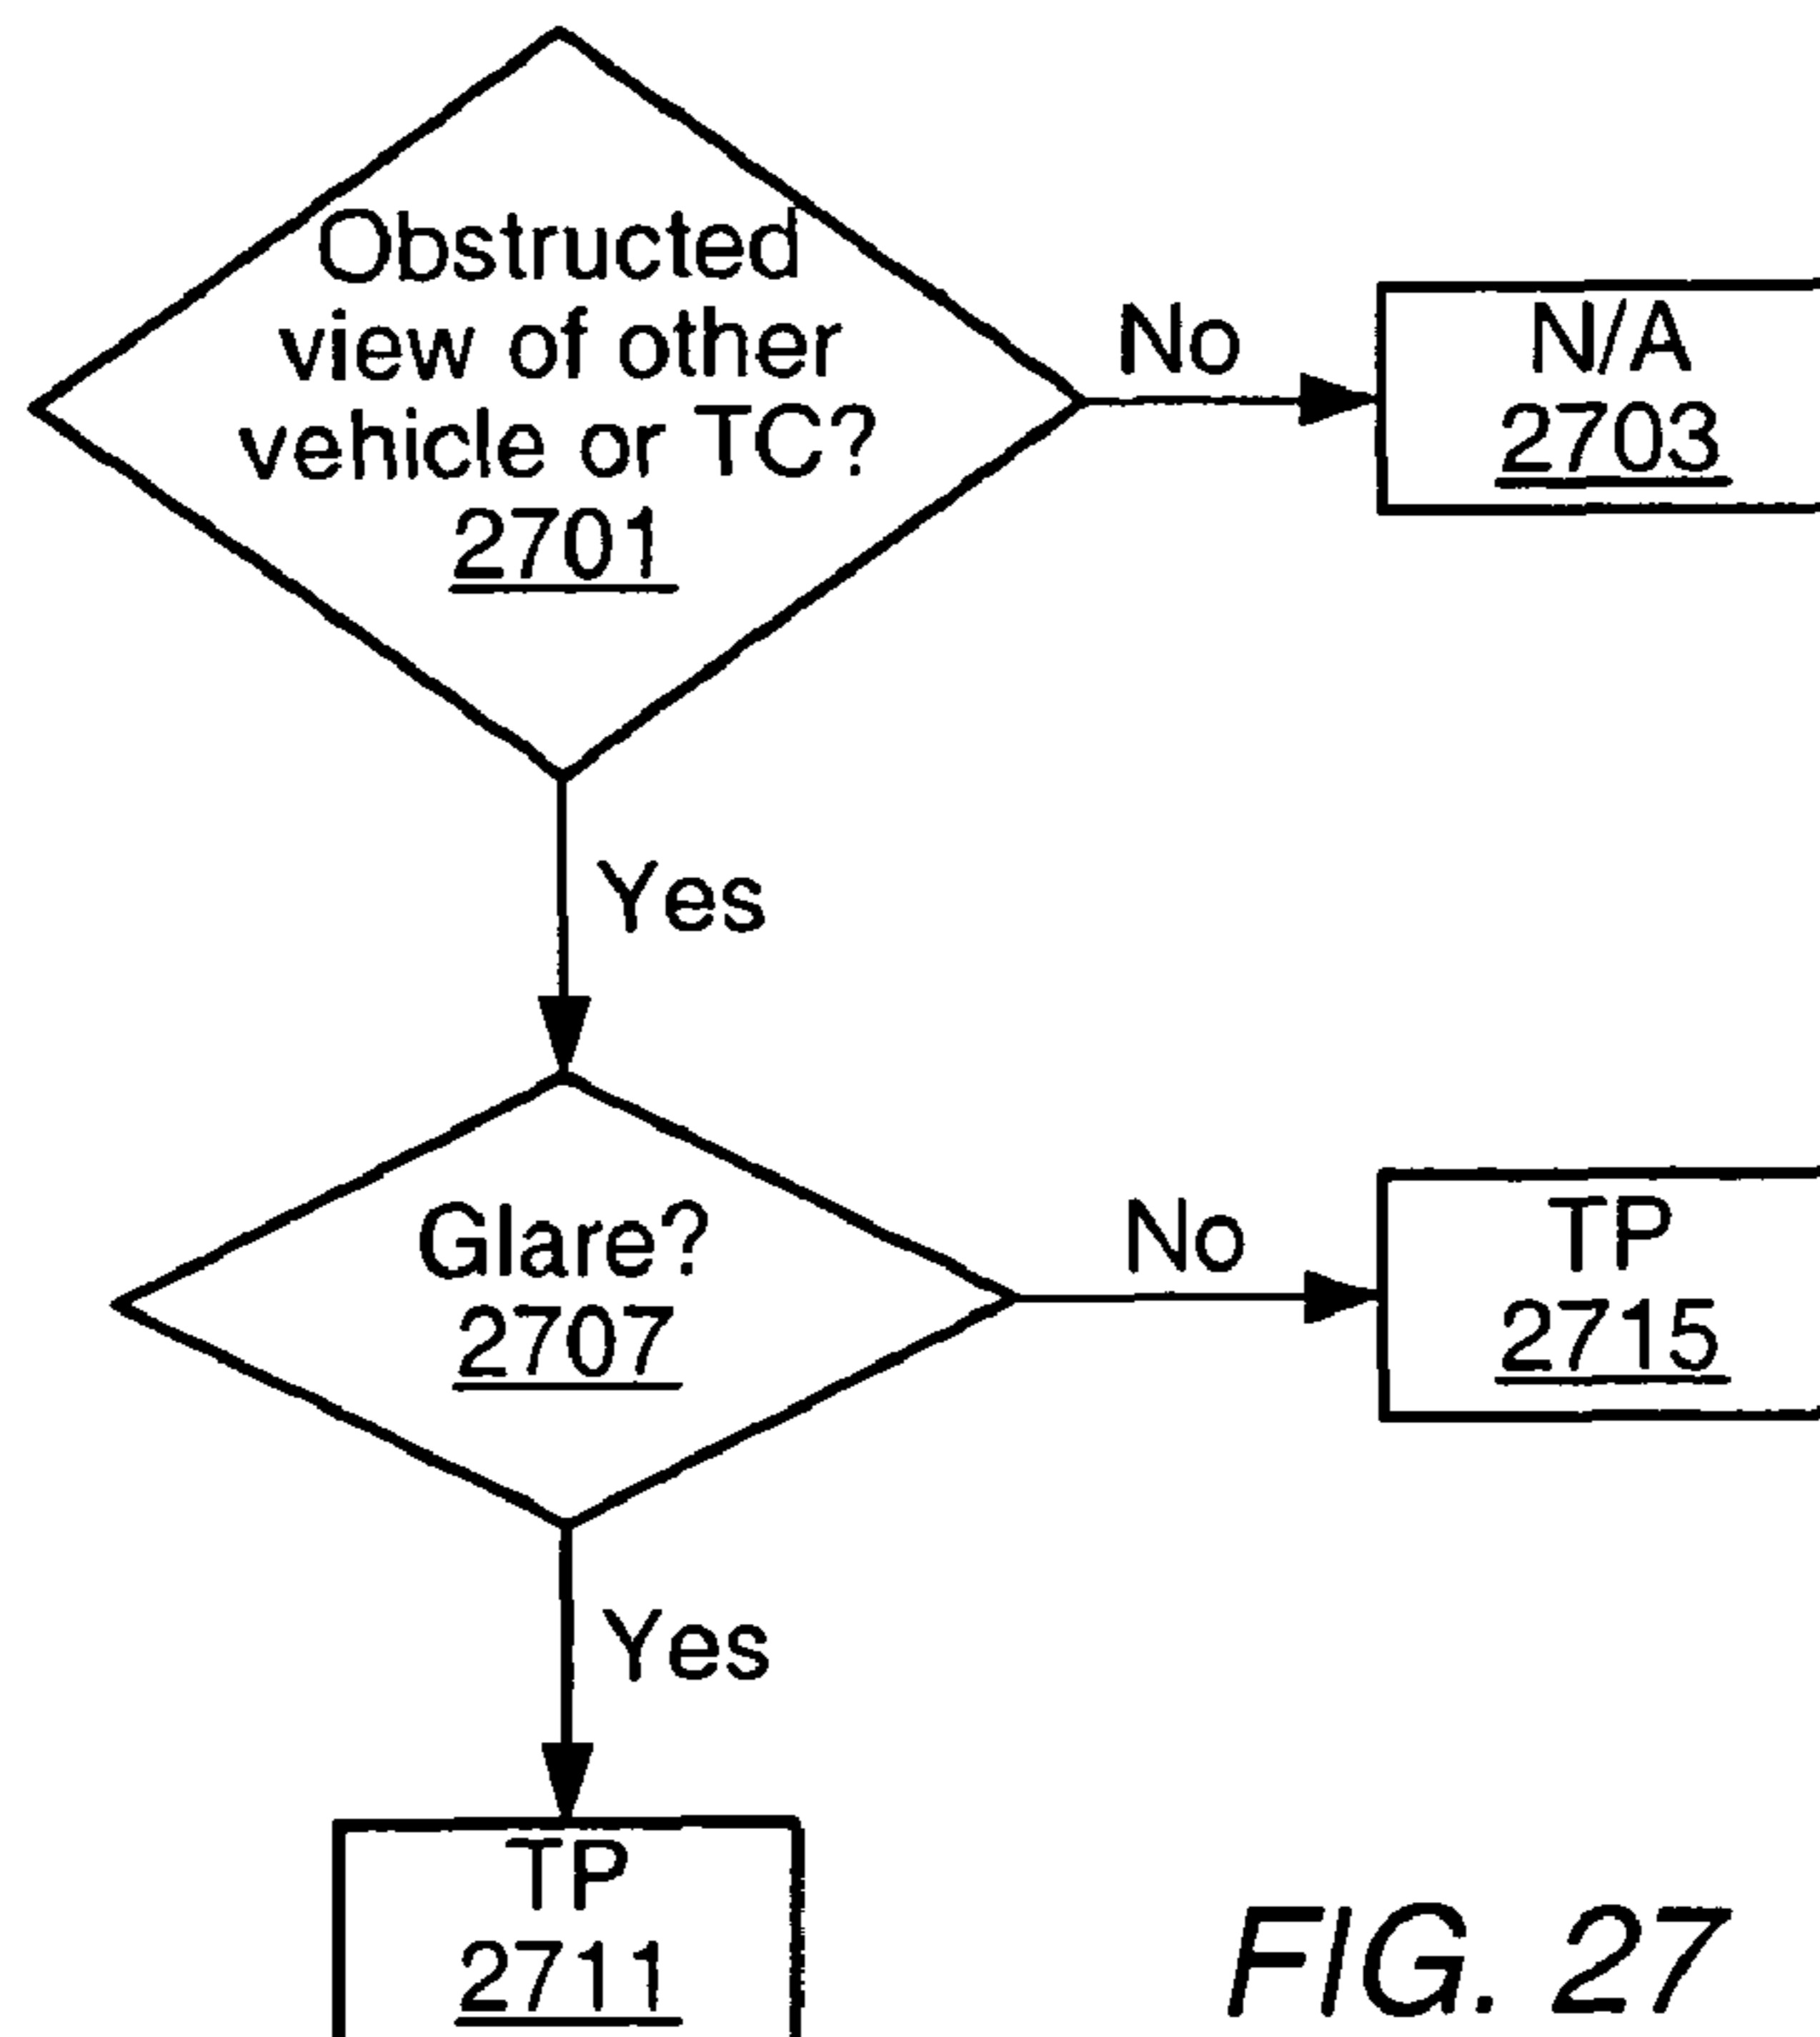 Obstructed
view of other
vehicle or TC?
2701
No
N/A
2703
Yes
Glare?
2707
No
TP
2715
Yes
TP
2711
FIG. 27